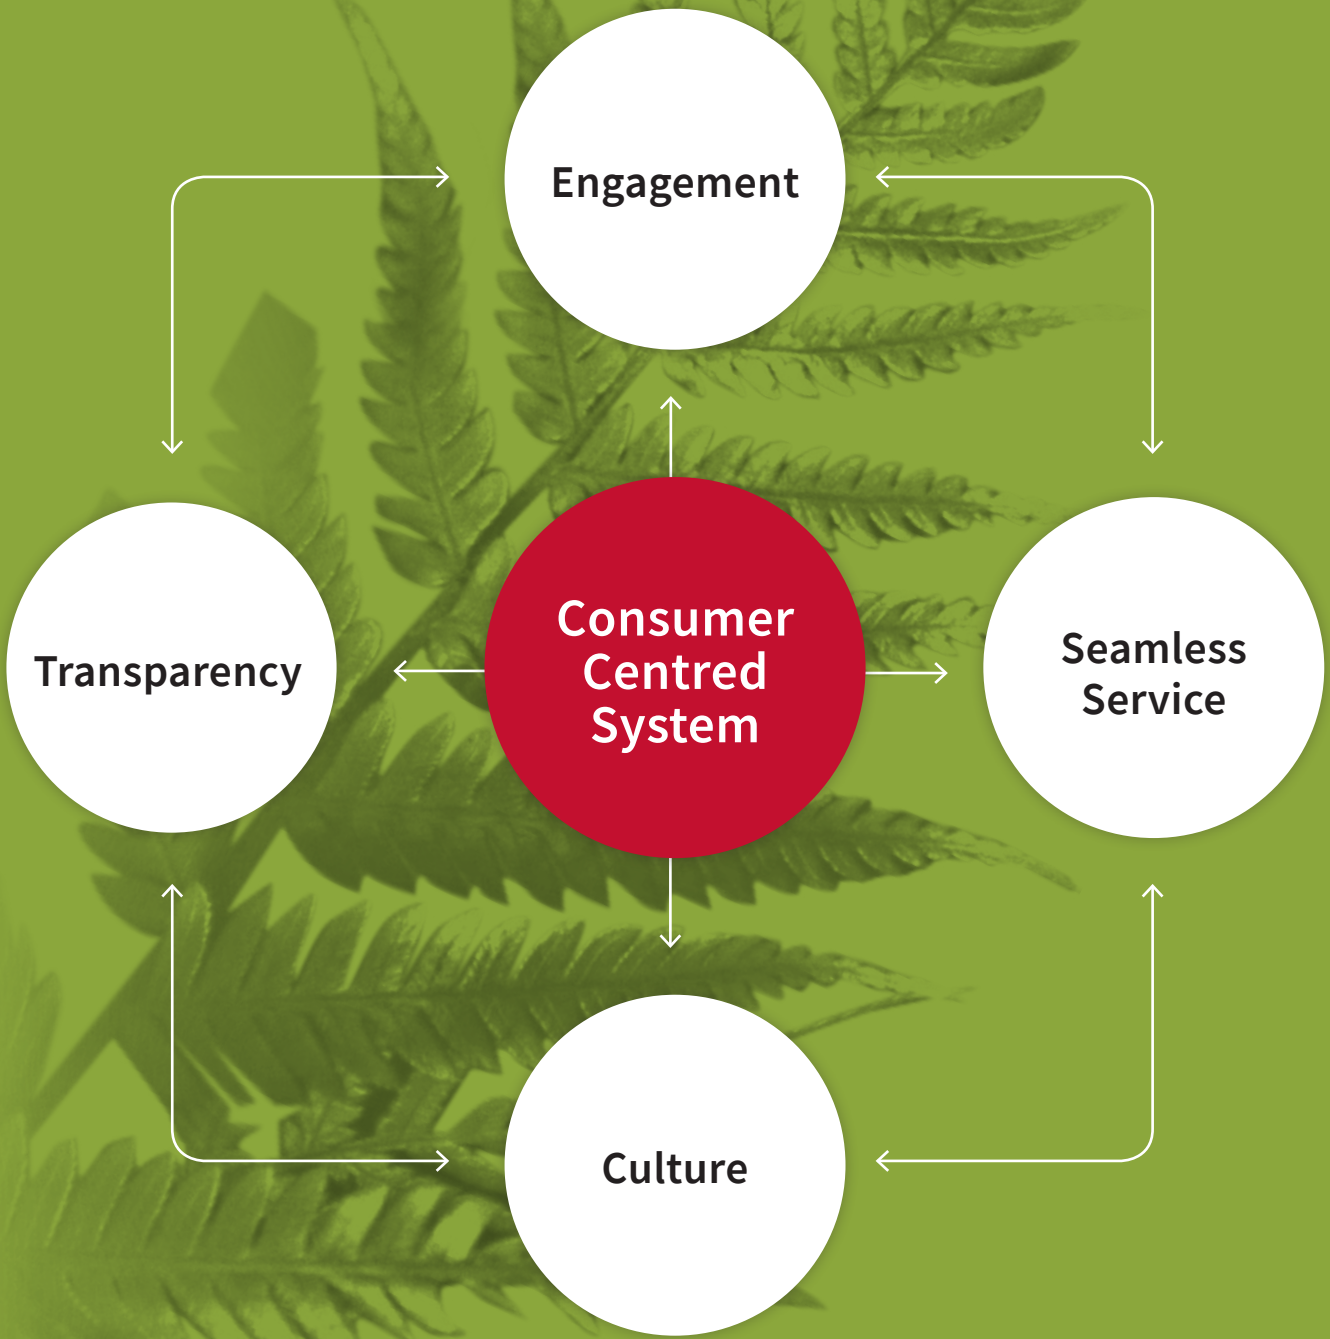 Engagement
Transparency
Consumer
Centred
System
Seamless
Service
Culture